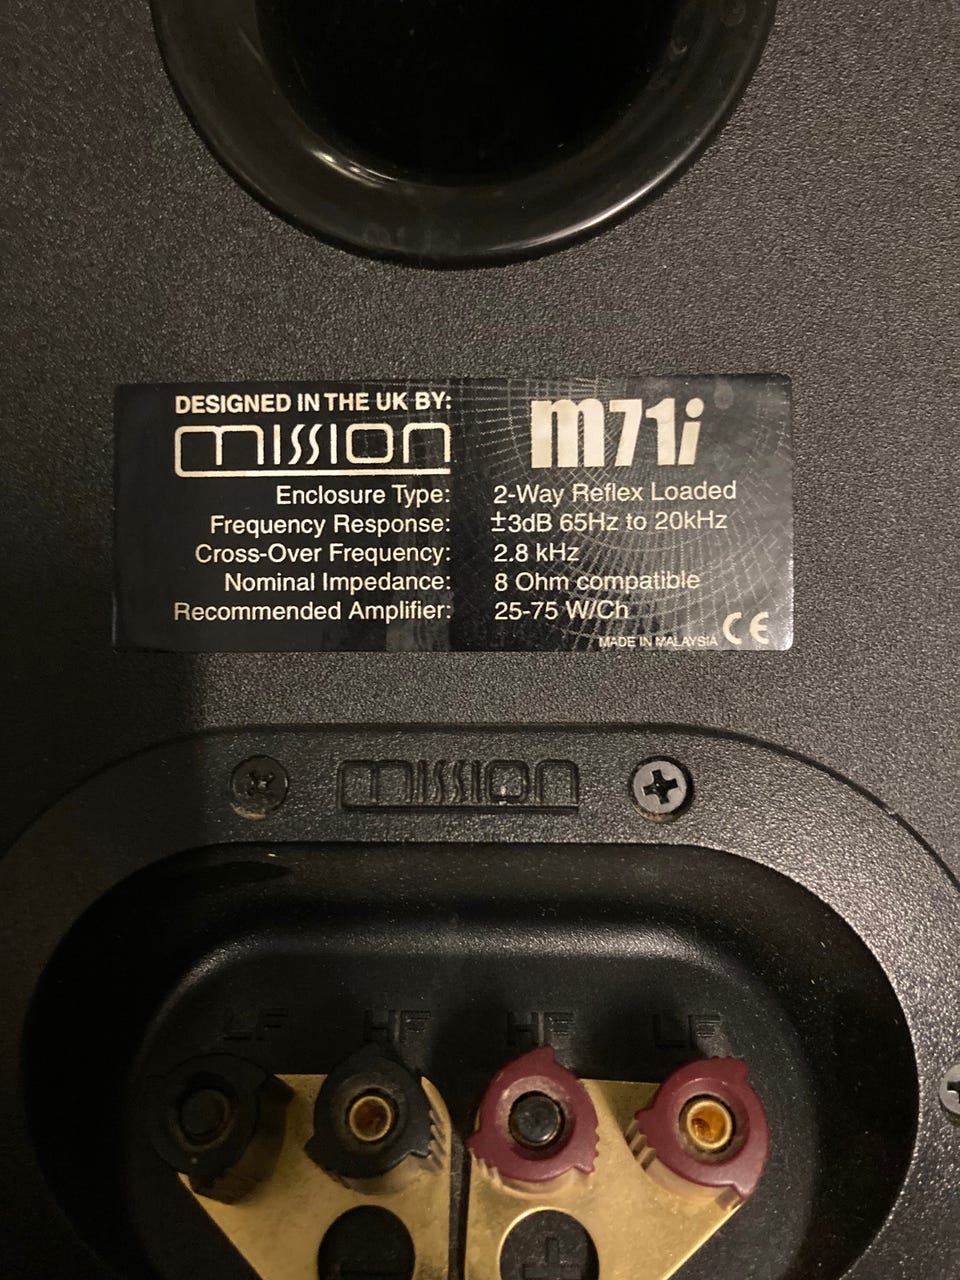 DESIGNED IN THE UK BY:
mission
m71i
Enclosure Type: 2-Way Reflex Loaded
Frequency Response: ±3dB 65Hz to 20kHz
Cross-Over Frequency: 2.8 kHz
Nominal Impedance: 8 Ohm compatible
Recommended Amplifier: 25-75 W/Ch
MADE IN MALAYSIA CE
mission
LF HF HF LF
- +